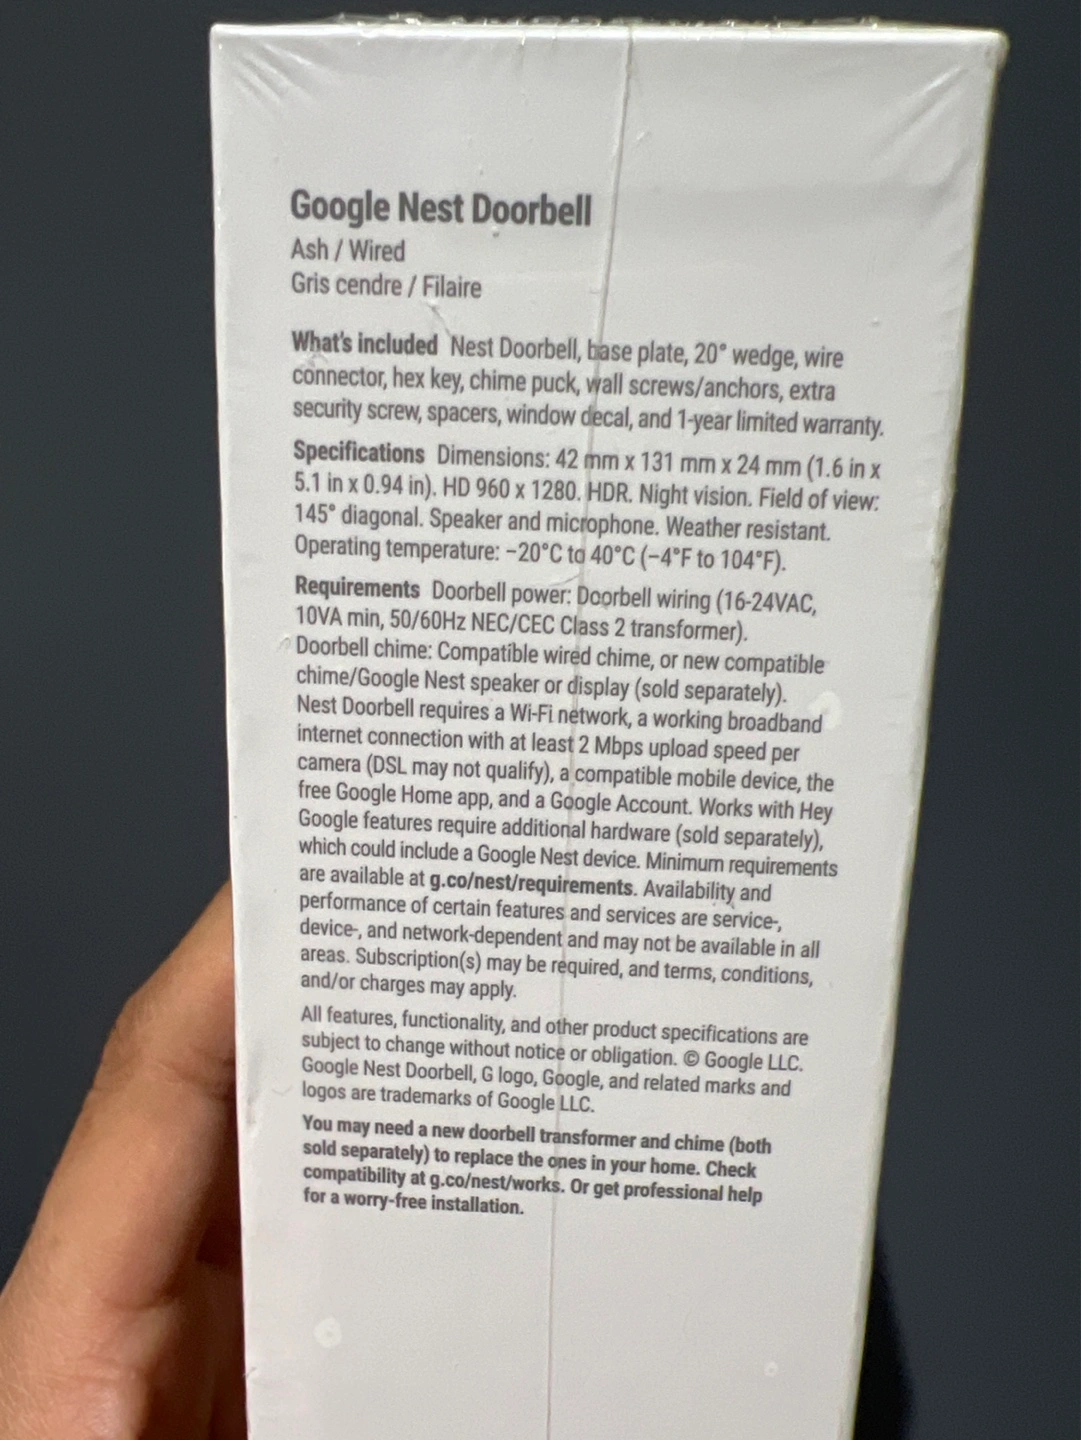 Google Nest Doorbell
Ash / Wired
Gris cendre / Filaire
What's included Nest Doorbell, base plate, 20° wedge, wire
connector, hex key, chime puck, wall screws/anchors, extra
security screw, spacers, window decal, and 1-year limited warranty.
Specifications Dimensions: 42 mm x 131 mm x 24 mm (1.6 in x
5.1 in x 0.94 in). HD 960 x 1280. HDR. Night vision. Field of view:
145° diagonal. Speaker and microphone. Weather resistant.
Operating temperature: −20°C to 40°C (−4°F to 104°F).
Requirements Doorbell power: Doorbell wiring (16-24VAC,
10VA min, 50/60Hz NEC/CEC Class 2 transformer).
Doorbell chime: Compatible wired chime, or new compatible
chime/Google Nest speaker or display (sold separately).
Nest Doorbell requires a Wi-Fi network, a working broadband
internet connection with at least 2 Mbps upload speed per
camera (DSL may not qualify), a compatible mobile device, the
free Google Home app, and a Google Account. Works with Hey
Google features require additional hardware (sold separately),
which could include a Google Nest device. Minimum requirements
are available at g.co/nest/requirements. Availability and
performance of certain features and services are service-,
device-, and network-dependent and may not be available in all
areas. Subscription(s) may be required, and terms, conditions,
and/or charges may apply.
All features, functionality, and other product specifications are
subject to change without notice or obligation. © Google LLC.
Google Nest Doorbell, G logo, Google, and related marks and
logos are trademarks of Google LLC.
You may need a new doorbell transformer and chime (both
sold separately) to replace the ones in your home. Check
compatibility at g.co/nest/works. Or get professional help
for a worry-free installation.